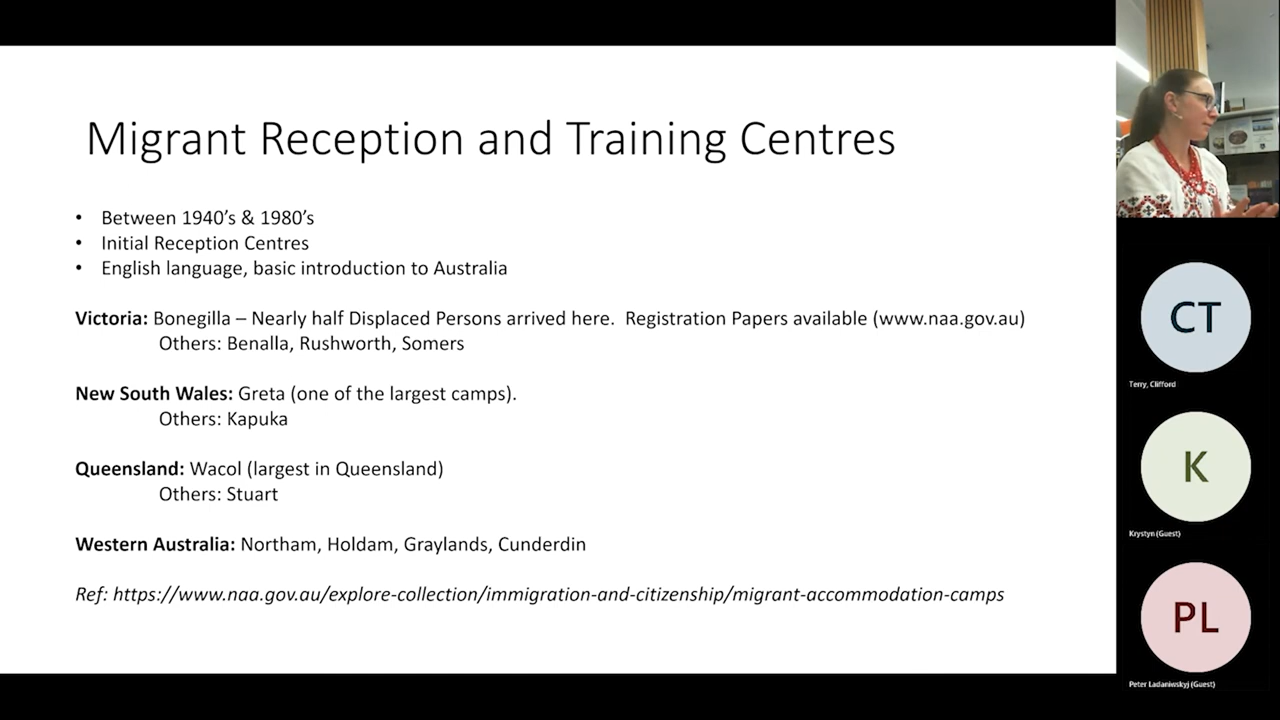 Migrant Reception and Training Centres
• Between 1940’s & 1980’s
• Initial Reception Centres
• English language, basic introduction to Australia
Victoria: Bonegilla – Nearly half Displaced Persons arrived here. Registration Papers available (www.naa.gov.au)
Others: Benalla, Rushworth, Somers
New South Wales: Greta (one of the largest camps).
Others: Kapuka
Queensland: Wacol (largest in Queensland)
Others: Stuart
Western Australia: Northam, Holdam, Graylands, Cunderdin
Ref: https://www.naa.gov.au/explore-collection/immigration-and-citizenship/migrant-accommodation-camps
CT
Terry, Clifford
K
Krystyn (Guest)
PL
Peter Ladaniwskyj (Guest)